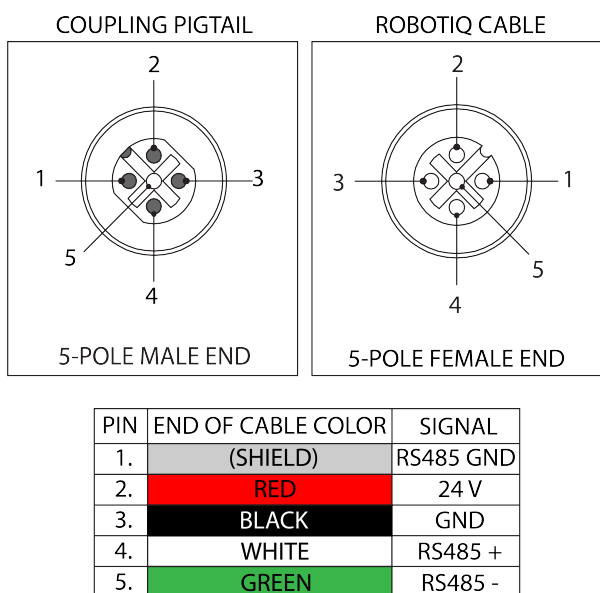 COUPLING PIGTAIL
2
1
3
5
4
5-POLE MALE END
ROBOTIQ CABLE
2
3
1
5
4
5-POLE FEMALE END
PIN END OF CABLE COLOR SIGNAL
1. (SHIELD) RS485 GND
2. RED 24 V
3. BLACK GND
4. WHITE RS485 +
5. GREEN RS485 -